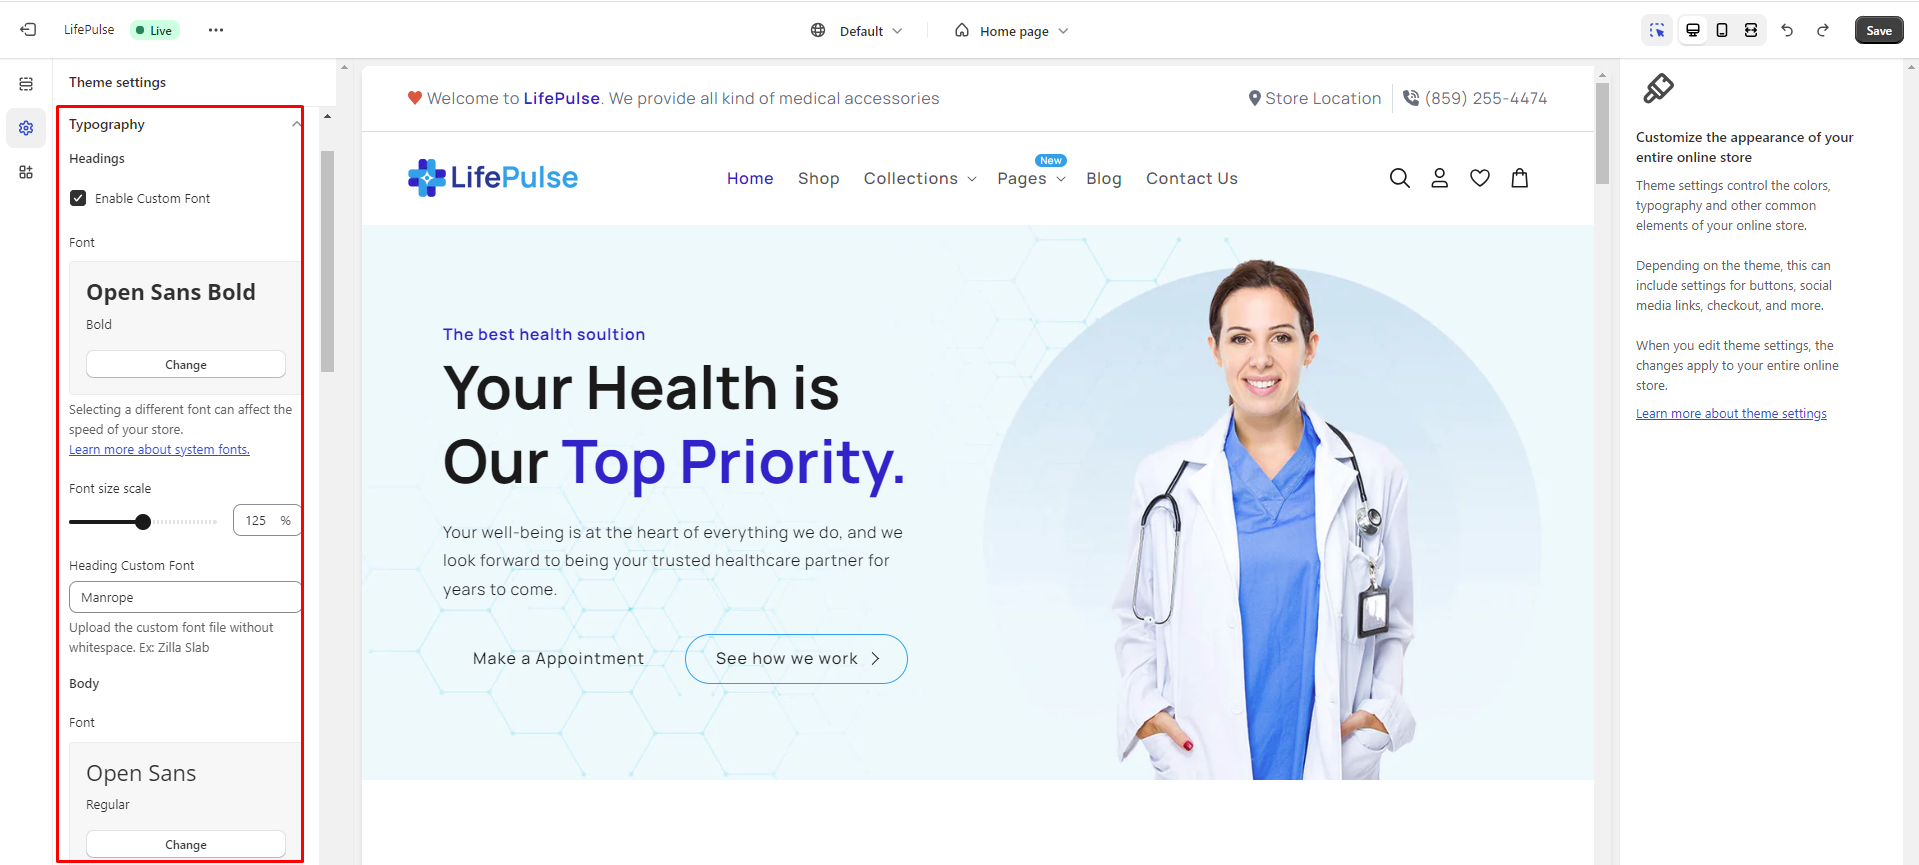 LifePulse
Live
Default
Home page
Save
Theme settings
Typography
Headings
Enable Custom Font
Font
Open Sans Bold
Bold
Change
Selecting a different font can affect the
speed of your store.
Learn more about system fonts.
Font size scale
125 %
Heading Custom Font
Manrope
Upload the custom font file without
whitespace. Ex: Zilla Slab
Body
Font
Open Sans
Regular
Change
Welcome to LifePulse. We provide all kind of medical accessories
Store Location
(859) 255-4474
LifePulse
Home
Shop
Collections
New
Pages
Blog
Contact Us
The best health soultion
Your Health is
Our Top Priority.
Your well-being is at the heart of everything we do, and we
look forward to being your trusted healthcare partner for
years to come.
Make a Appointment
See how we work
Customize the appearance of your
entire online store
Theme settings control the colors,
typography and other common
elements of your online store.
Depending on the theme, this can
include settings for buttons, social
media links, checkout, and more.
When you edit theme settings, the
changes apply to your entire online
store.
Learn more about theme settings